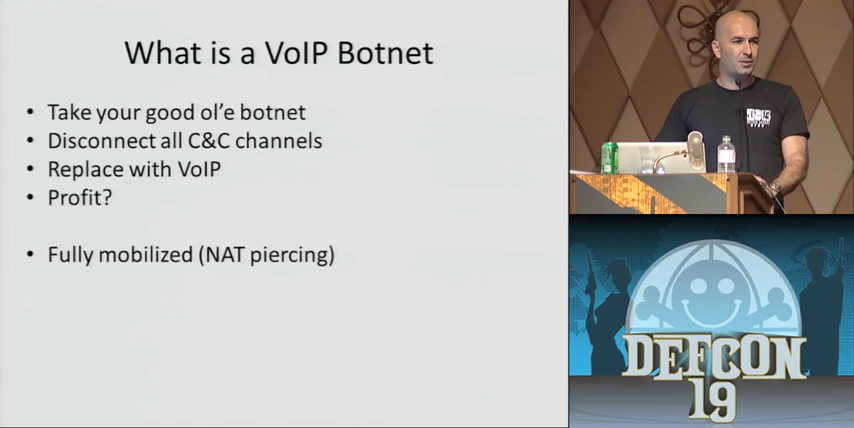 What is a VoIP Botnet
• Take your good ol'e botnet
• Disconnect all C&C channels
• Replace with VoIP
• Profit?
• Fully mobilized (NAT piercing)
DEFCON
19